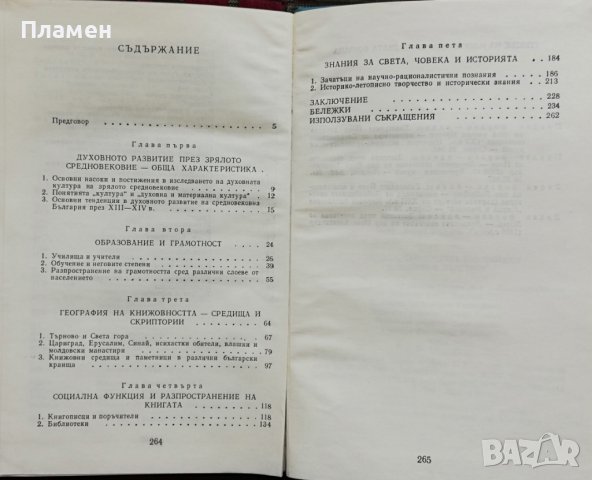 Пламен
СЪДЪРЖАНИЕ
Предговор . . . . . . . . . . . . . . . . 5
Глава първа
ДУХОВНОТО РАЗВИТИЕ ПРЕЗ ЗРЯЛОТО
СРЕДНОВЕКОВИЕ — ОБЩА ХАРАКТЕРИСТИКА .
1. Основни насоки и постижения в изследването на духовната
култура на зрялото средновековие . . . . . . . . 9
2. Понятията „култура" и „духовна и материална култура" . 12
3. Основни тенденции в духовното развитие на средновековна
България през XIII—XIV в. . . . . . . . . . 15
Глава втора
ОБРАЗОВАНИЕ И ГРАМОТНОСТ . . 24
1. Училища и учители . . . . . . . . . . . . 26
2. Обучение и неговите степени . . . . . . . . . 39
3. Разпространение на грамотността сред различни слоеве от
населението . . . . . . . . . . . . . . 55
Глава трета
ГЕОГРАФИЯ НА КНИЖОВНОСТТА — СРЕДИЩА И
СКРИПТОРИИ . . . . . . . . . 64
1. Търново и Света гора . . . . . . . . . . . 67
2. Цариград, Ерусалим, Синай, исихастки обители, влашки и
молдовски манастири . . . . . . . . . . . 79
3. Книжовни средища и паметници в различни български
краища . . . . . . . . . . . . . . . 97
Глава четвърта
СОЦИАЛНА ФУНКЦИЯ И РАЗПРОСТРАНЕНИЕ НА
КНИГАТА . . . . . . . . . . 118
1. Книгописци и поръчители . . . . . . . . . . 118
2. Библиотеки . . . . . . . . . . . . . . 134
264
Глава пета
ЗНАНИЯ ЗА СВЕТА, ЧОВЕКА И ИСТОРИЯТА . . 184
1. Зачатъци на научно-рационалистични познания . . . . 186
2. Историко-летописно творчество и исторически знания . . 213
ЗАКЛЮЧЕНИЕ . . . . . . . . . . . . 228
БЕЛЕЖКИ . . . . . . . . . . . . . 234
ИЗПОЛЗУВАНИ СЪКРАЩЕНИЯ . . . . . . . 262
265
BAZAR.bg